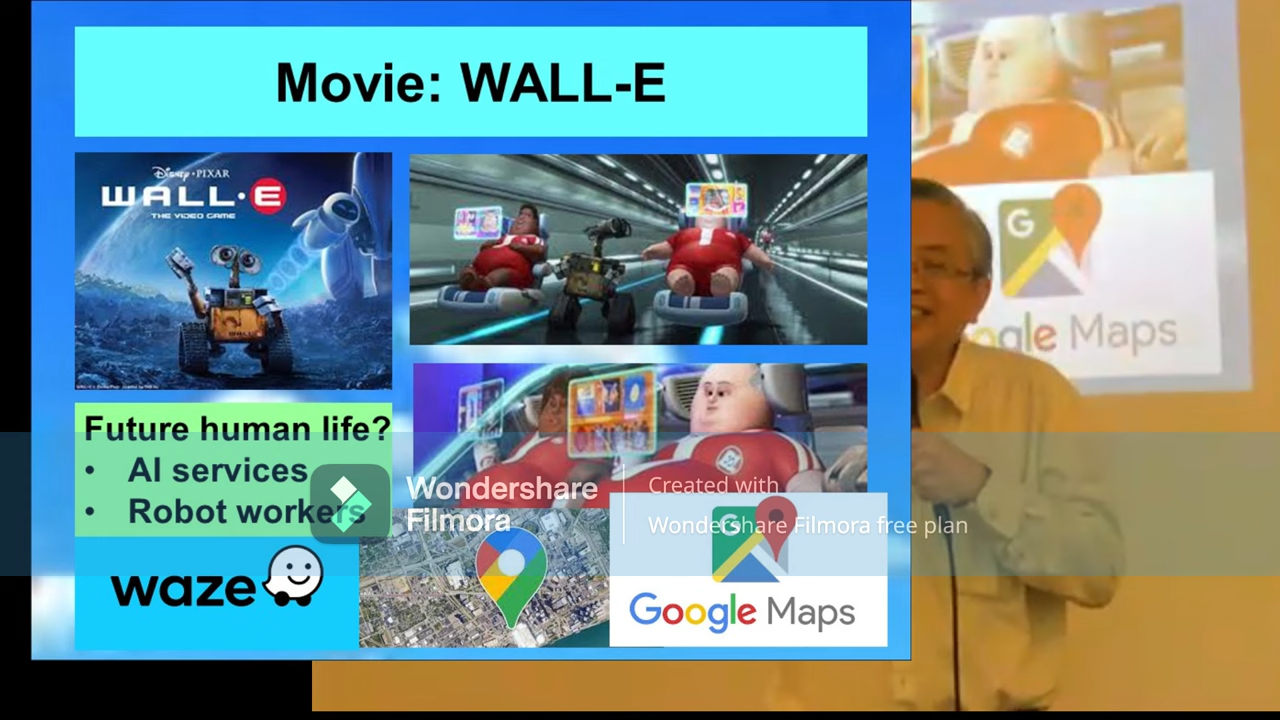 Movie: WALL-E
Disney•PIXAR
WALL•E
THE VIDEO GAME
Future human life?
• AI services
• Robot workers
Wondershare
Filmora
Created with
Wondershare Filmora free plan
waze
G
Google Maps
G
ogle Maps